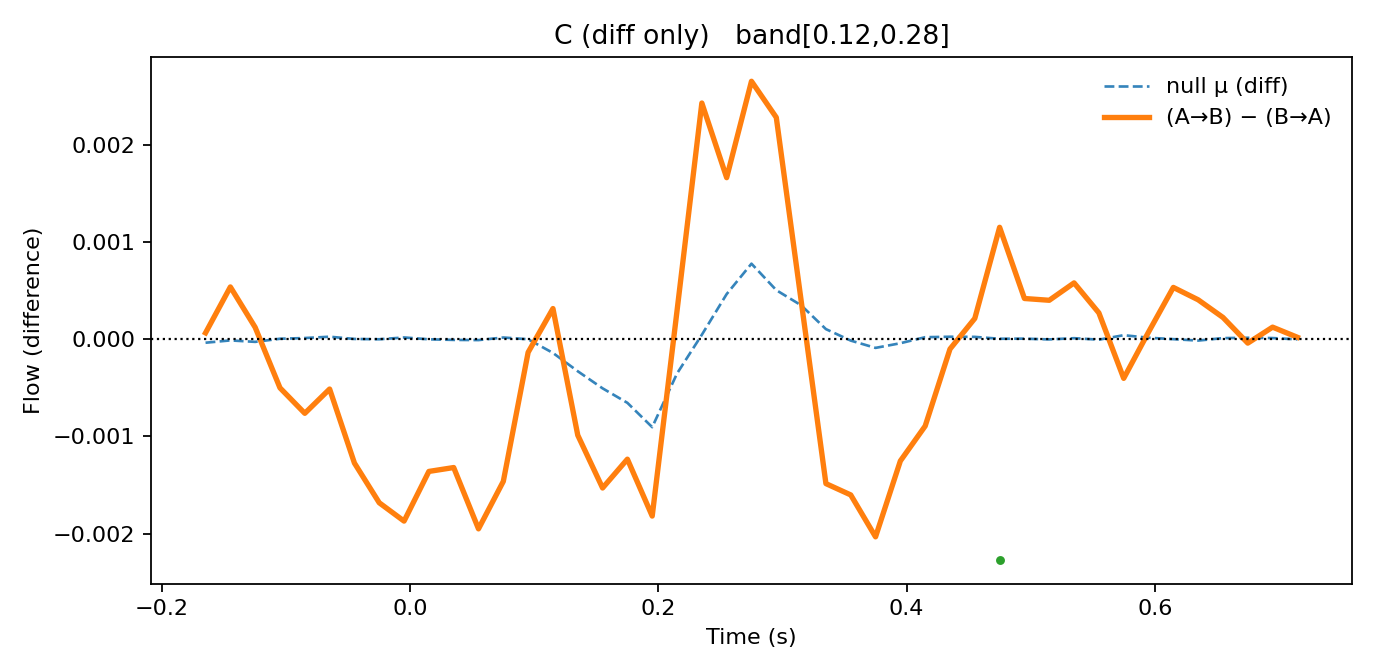 C (diff only)   band[0.12,0.28]
null μ (diff)
(A→B) − (B→A)
Flow (difference)
0.002
0.001
0.000
−0.001
−0.002
−0.2
0.0
0.2
0.4
0.6
Time (s)